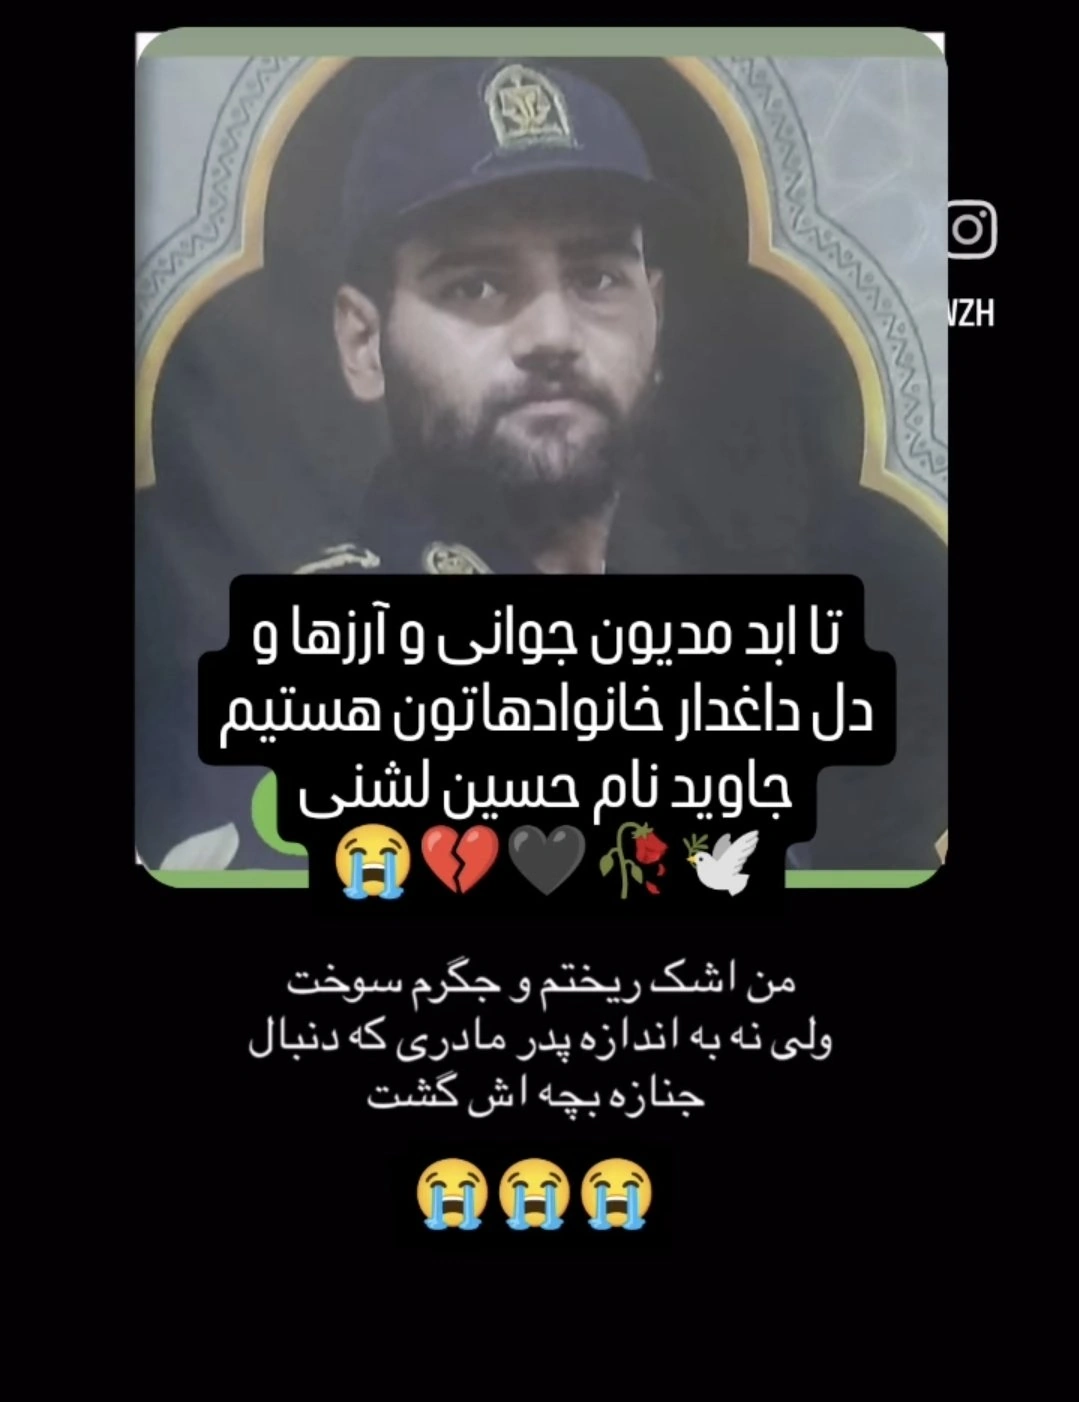 VZH
تا ابد مدیون جوانی و آرزها و
دل داغدار خانوادهاتون هستیم
جاوید نام حسین لشنی
😭💔🖤🥀🕊
من اشک ریختم و جگرم سوخت
ولی نه به اندازه پدر مادری که دنبال
جنازه بچه اش گشت
😭😭😭